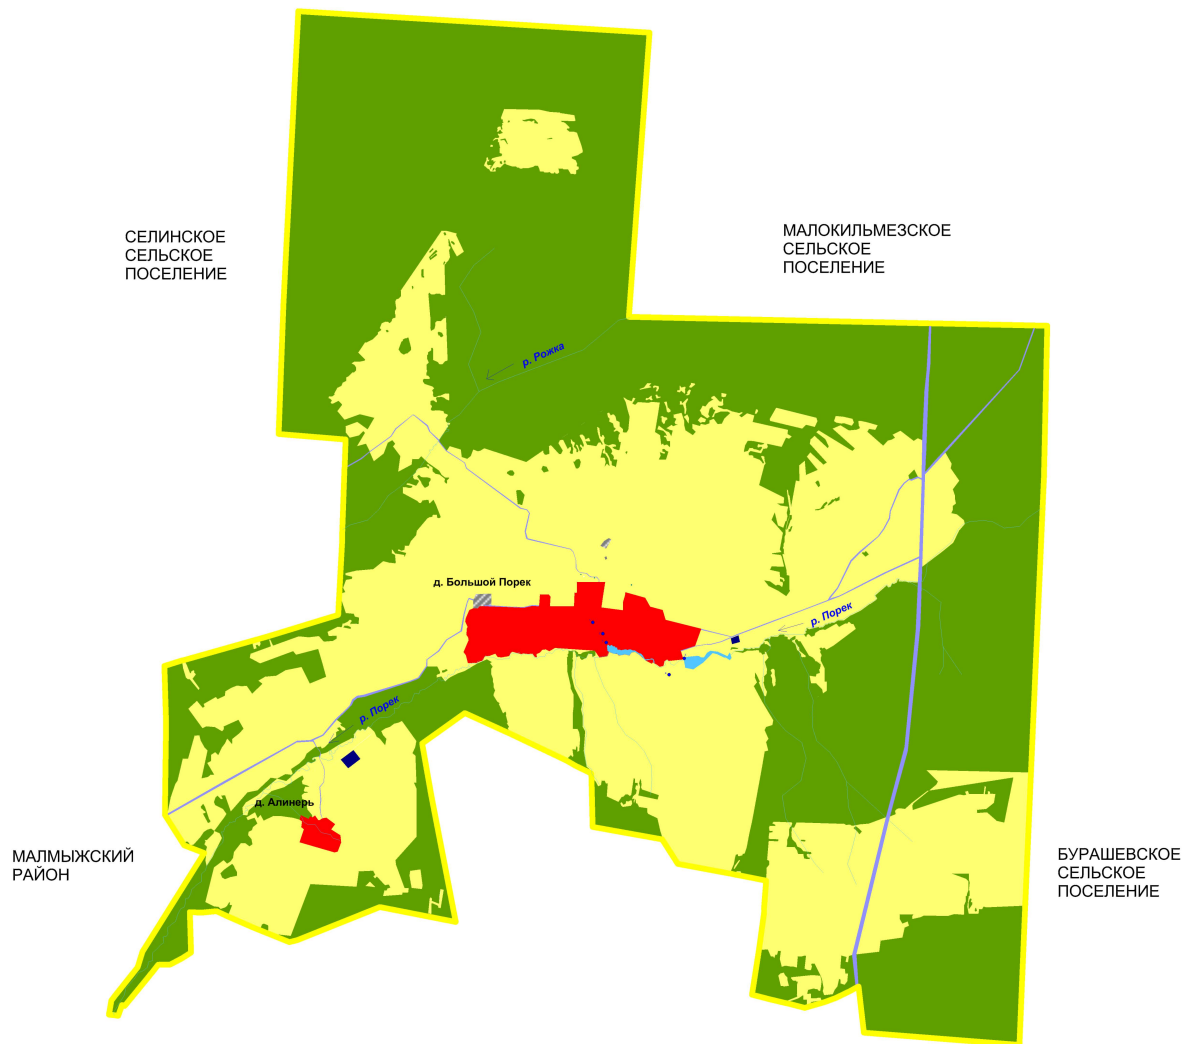 СЕЛИНСКОЕ
СЕЛЬСКОЕ
ПОСЕЛЕНИЕ
МАЛОКИЛЬМЕЗСКОЕ
СЕЛЬСКОЕ
ПОСЕЛЕНИЕ
р. Рожка
д. Большой Порек
р. Порек
р. Порек
д. Алинерь
МАЛМЫЖСКИЙ
РАЙОН
БУРАШЕВСКОЕ
СЕЛЬСКОЕ
ПОСЕЛЕНИЕ